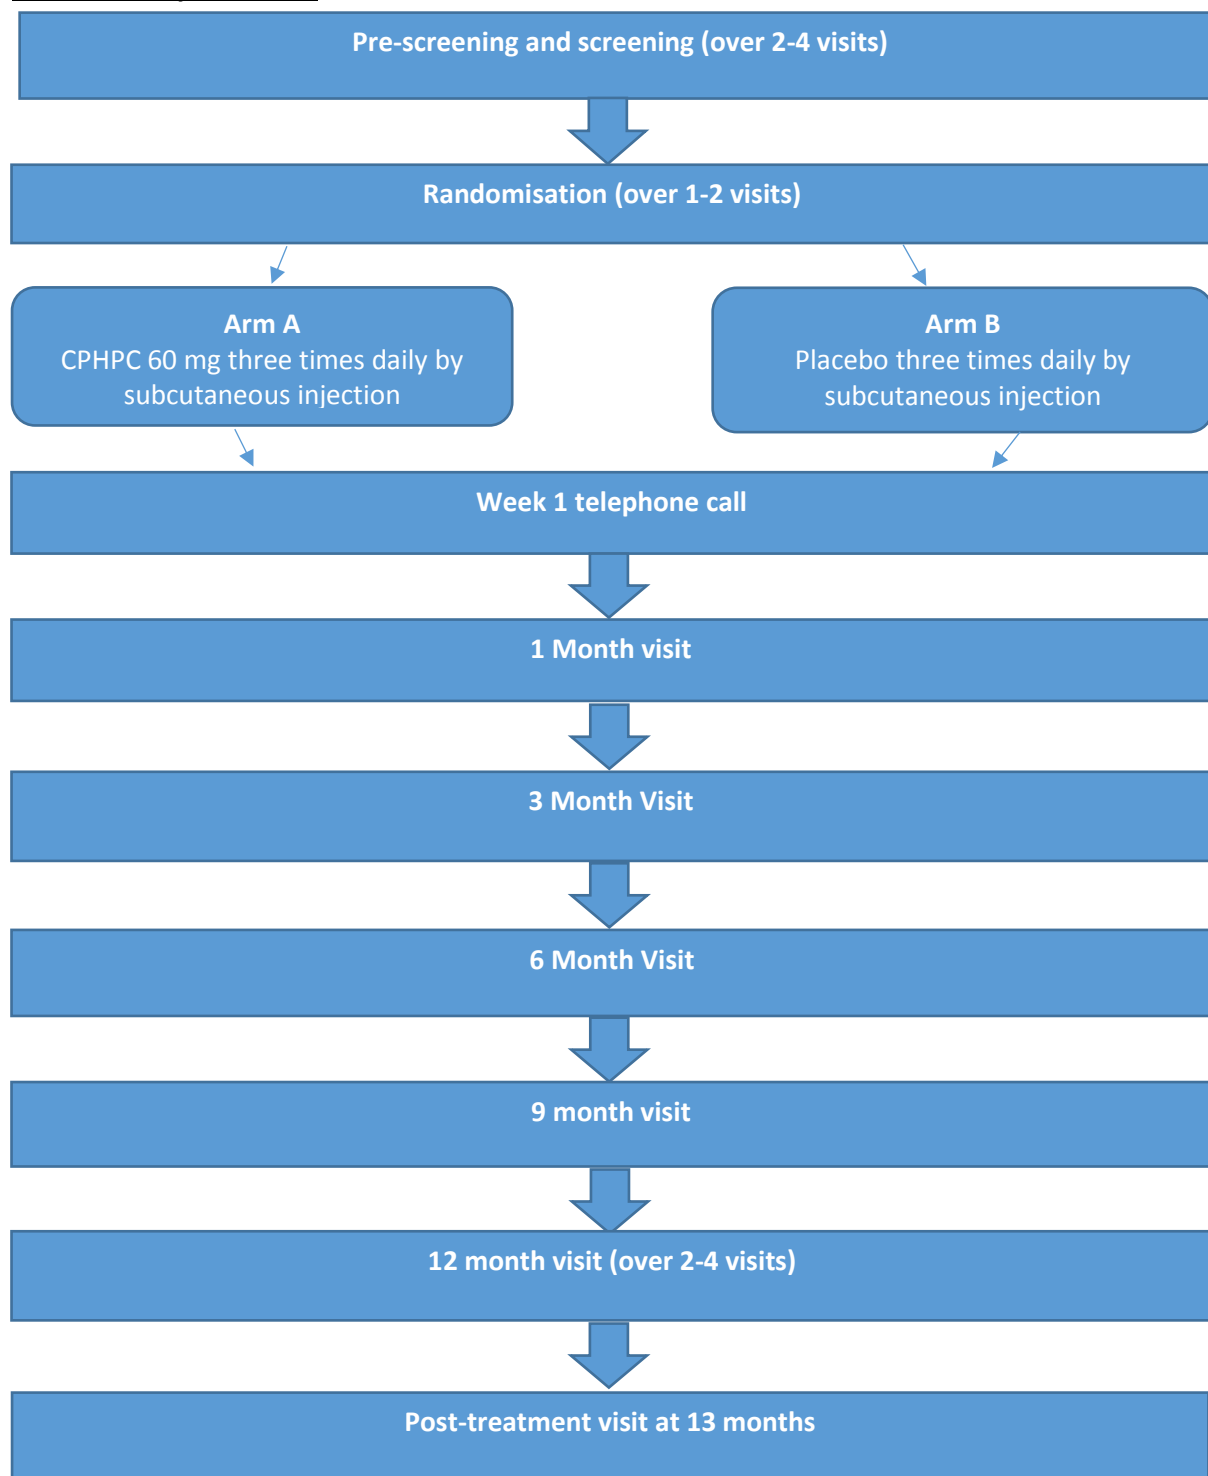 Pre-screening and screening (over 2-4 visits)
Randomisation (over 1-2 visits)
Arm A
CPHPC 60 mg three times daily by
subcutaneous injection
Arm B
Placebo three times daily by
subcutaneous injection
Week 1 telephone call
1 Month visit
3 Month Visit
6 Month Visit
9 month visit
12 month visit (over 2-4 visits)
Post-treatment visit at 13 months